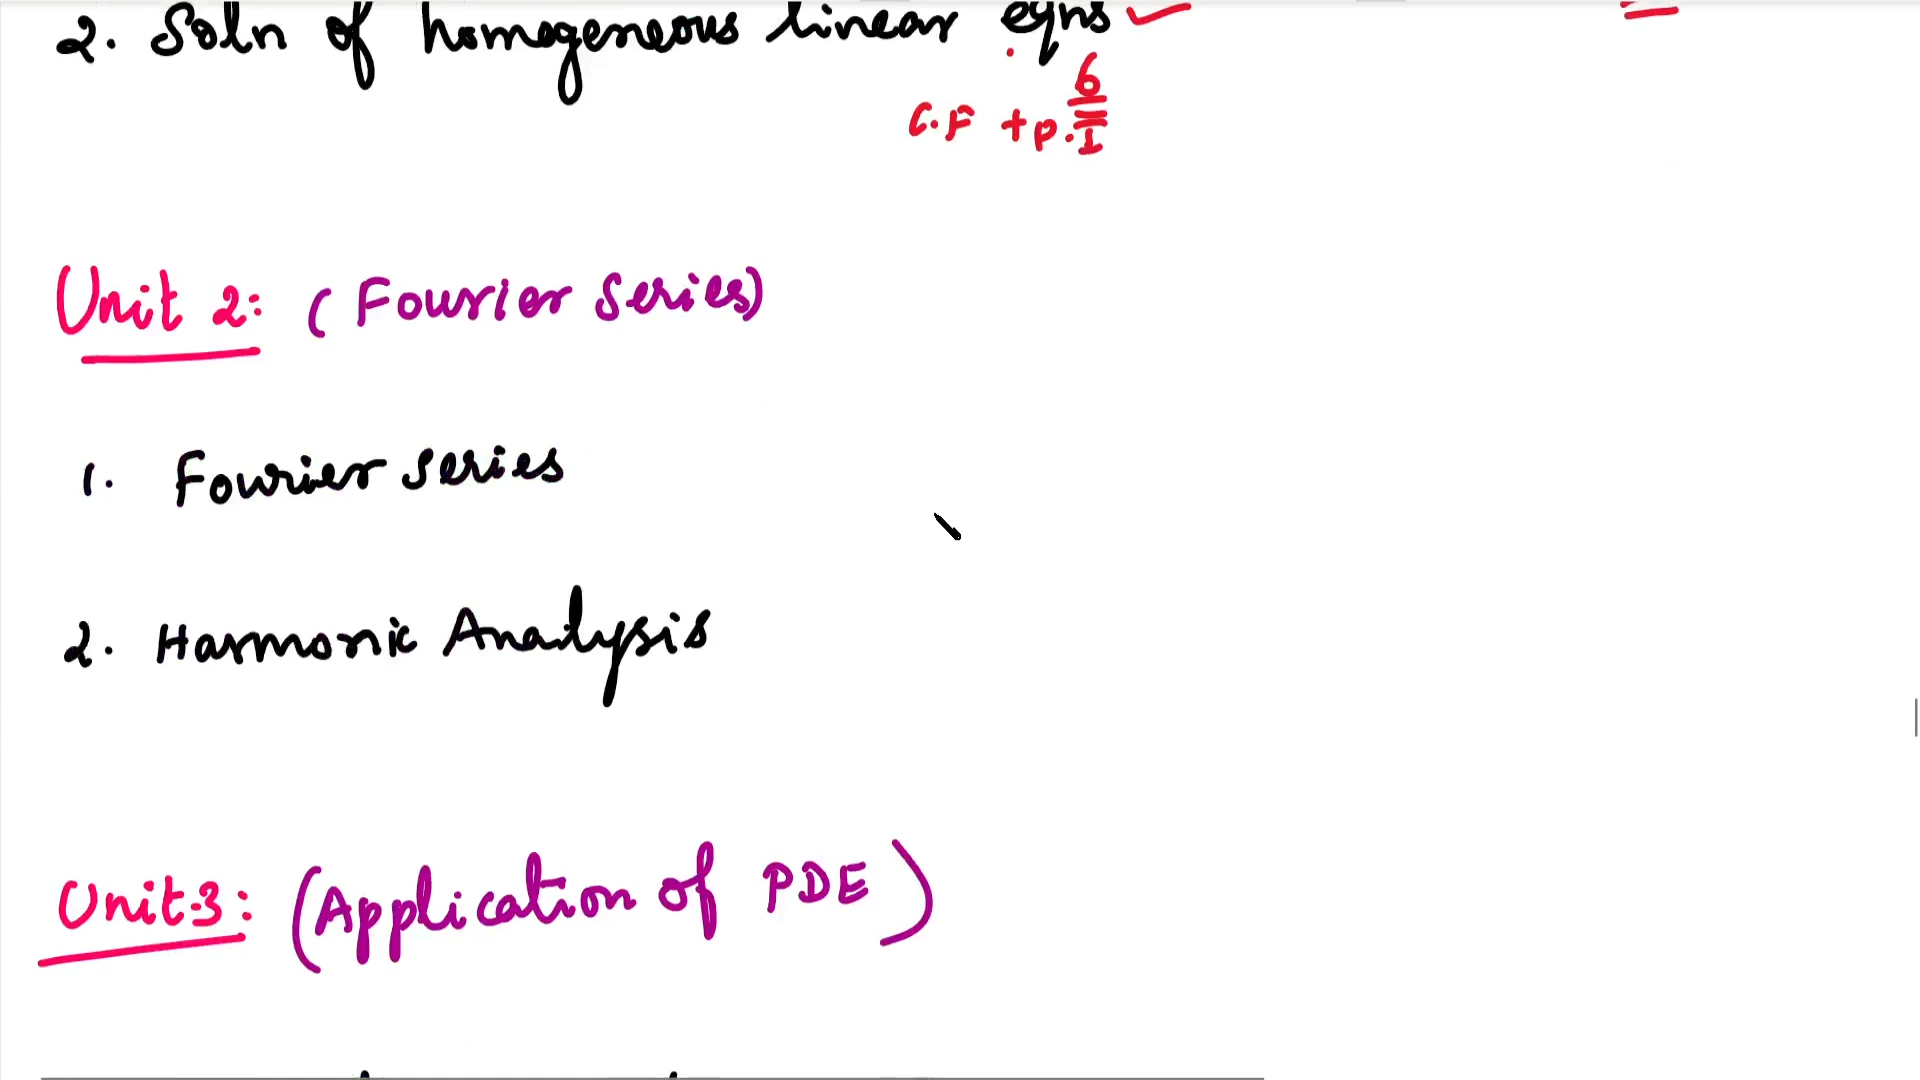 2. Soln of homogeneous linear eqns ✓
6
C.F + P.I
Unit 2: (Fourier Series)
1. Fourier series
2. Harmonic Analysis
Unit-3: (Application of PDE)